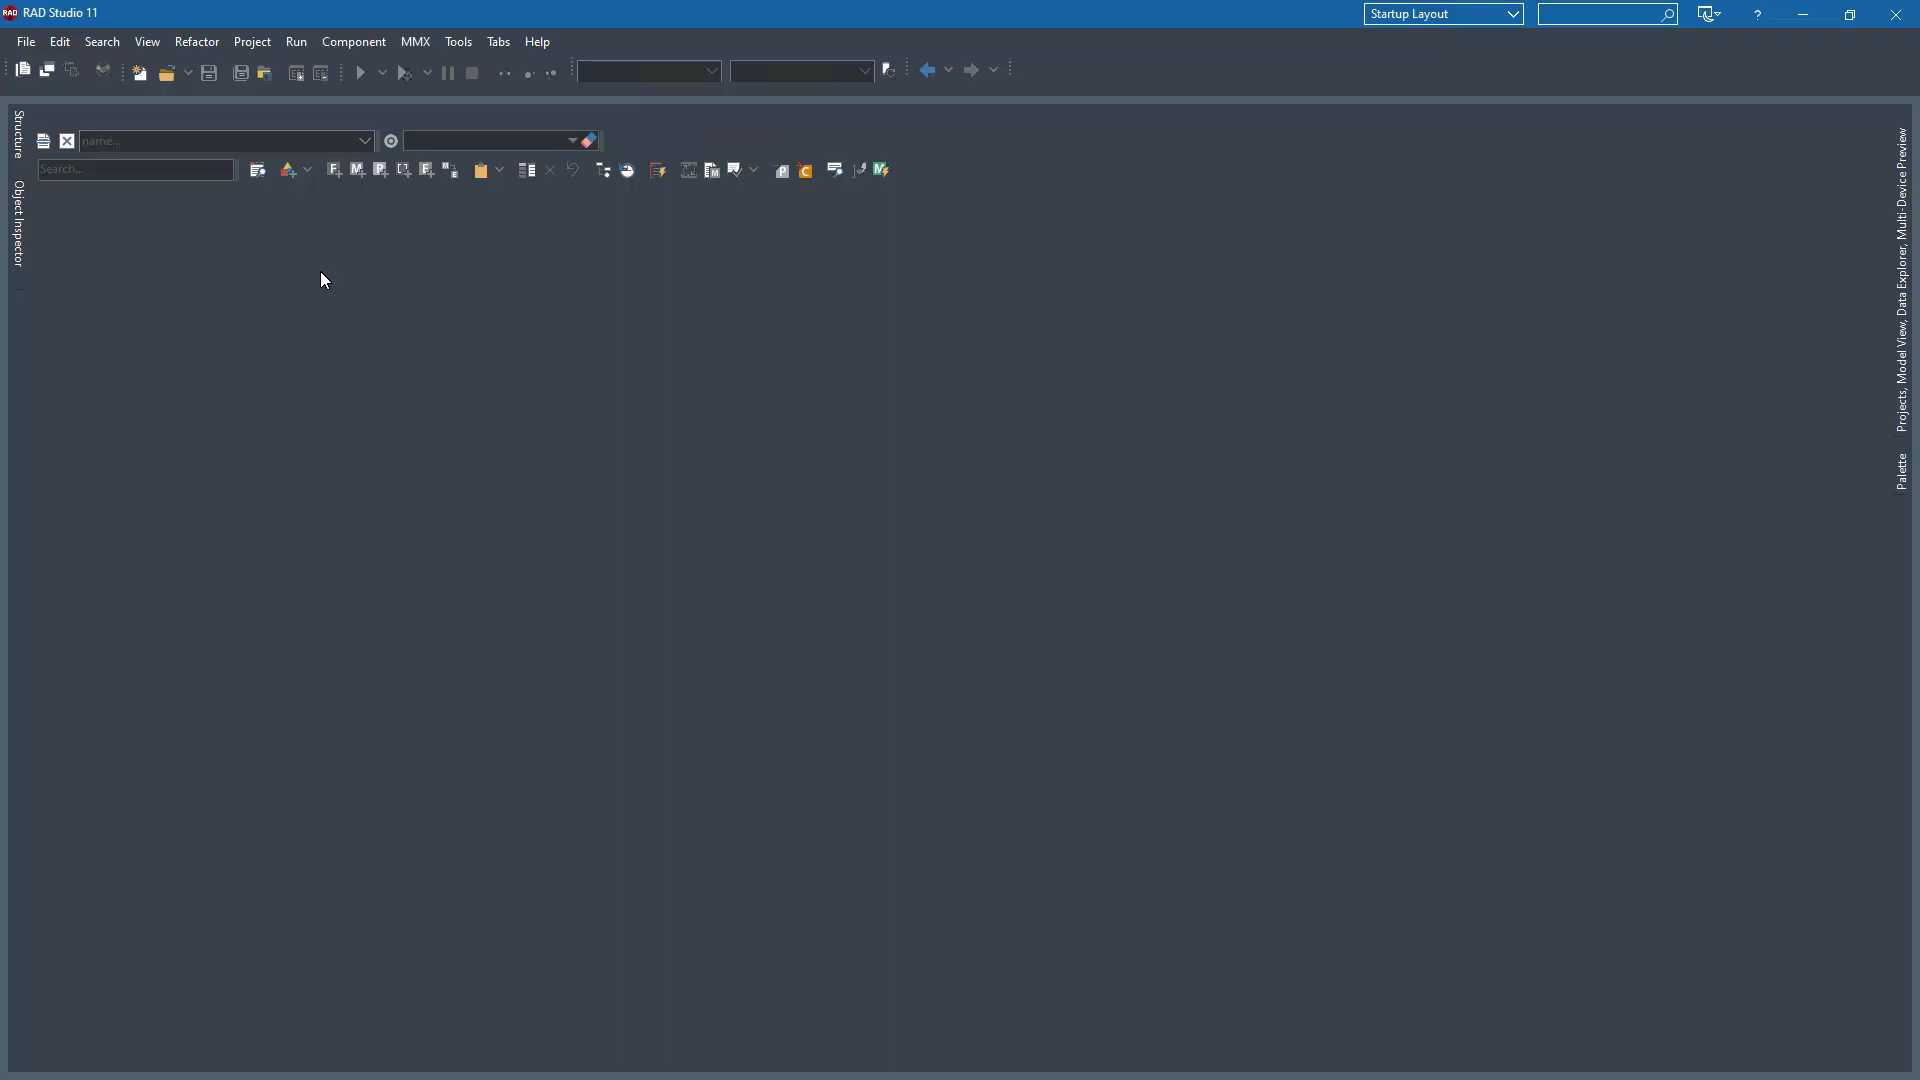 RAD Studio 11
Startup Layout
File Edit Search View Refactor Project Run Component MMX Tools Tabs Help
name...
Search...
Structure
Object Inspector
Projects, Model View, Data Explorer, Multi-Device Preview
Palette